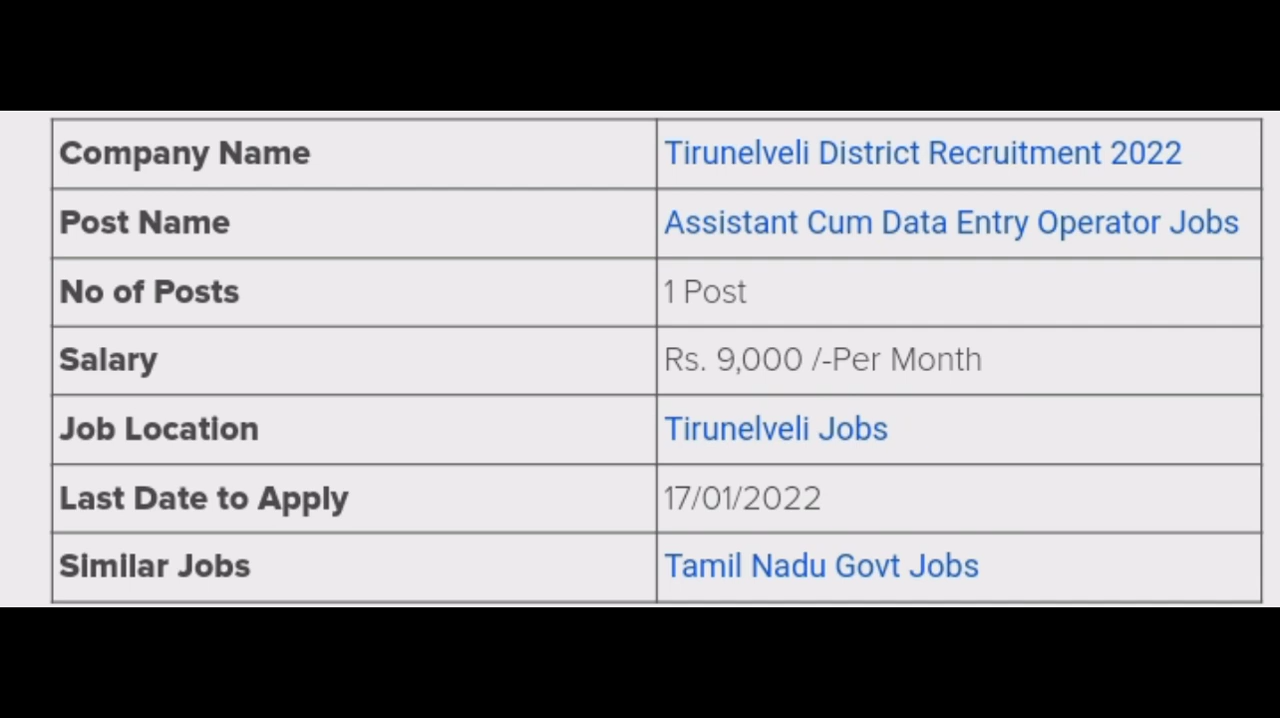 Company Name Tirunelveli District Recruitment 2022
Post Name Assistant Cum Data Entry Operator Jobs
No of Posts 1 Post
Salary Rs. 9,000 /-Per Month
Job Location Tirunelveli Jobs
Last Date to Apply 17/01/2022
Similar Jobs Tamil Nadu Govt Jobs